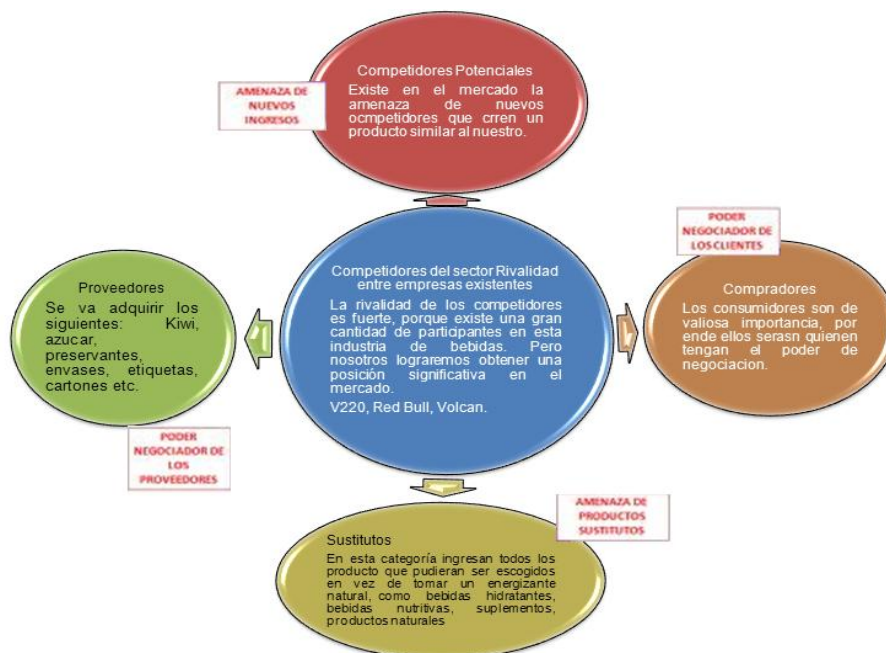 Competidores Potenciales
Existe en el mercado la
amenaza de nuevos
ocmpetidores que crren un
producto similar al nuestro.
AMENAZA DE
NUEVOS
INGRESOS
PODER
NEGOCIADOR DE
LOS CLIENTES
Proveedores
Se va adquirir los
siguientes: Kiwi,
azucar,
preservantes,
envases, etiquetas,
cartones etc.
Competidores del sector Rivalidad
entre empresas existentes
La rivalidad de los competidores
es fuerte, porque existe una gran
cantidad de participantes en esta
industria de bebidas. Pero
nosotros lograremos obtener una
posición significativa en el
mercado.
V220, Red Bull, Volcan.
Compradores
Los consumidores son de
valiosa importancia, por
ende ellos serasn quienen
tengan el poder de
negociacion.
PODER
NEGOCIADOR DE
LOS
PROVEEDORES
AMENAZA DE
PRODUCTOS
SUSTITUTOS
Sustitutos
En esta categoría ingresan todos los
producto que pudieran ser escogidos
en vez de tomar un energizante
natural, como bebidas hidratantes,
bebidas nutritivas, suplementos,
productos naturales